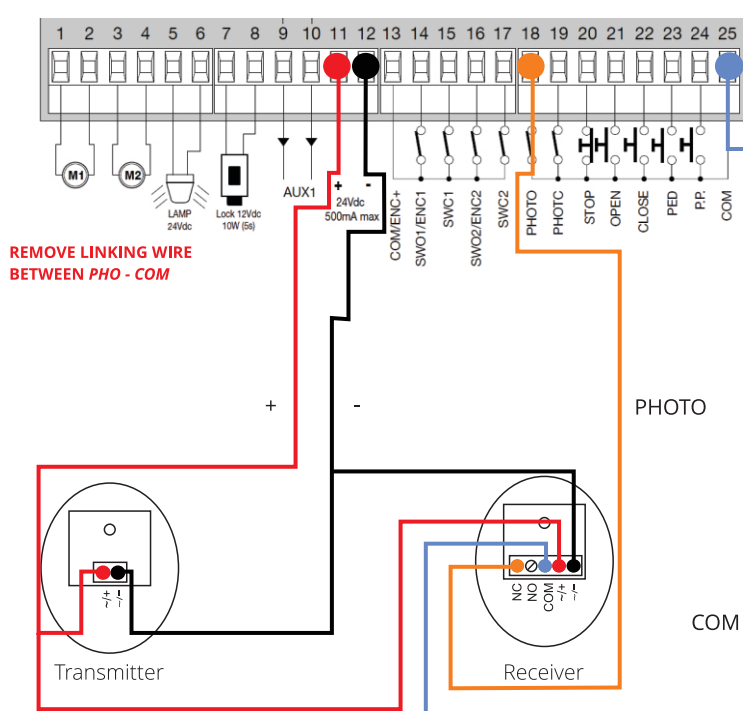 1 2 3 4 5 6 7 8 9 10 11 12 13 14 15 16 17 18 19 20 21 22 23 24 25
M1
M2
LAMP
24Vdc
Lock 12Vdc
10W (5s)
AUX1
+ -
24Vdc
500mA max
COM/ENC+
SWO1/ENC1
SWC1
SWO2/ENC2
SWC2
PHOTO
PHOTC
STOP
OPEN
CLOSE
PED
P.P.
COM
REMOVE LINKING WIRE
BETWEEN PHO - COM
+ -
PHOTO
~/+
~/-
NC
NO
COM
~/+
~/-
COM
Transmitter
Receiver